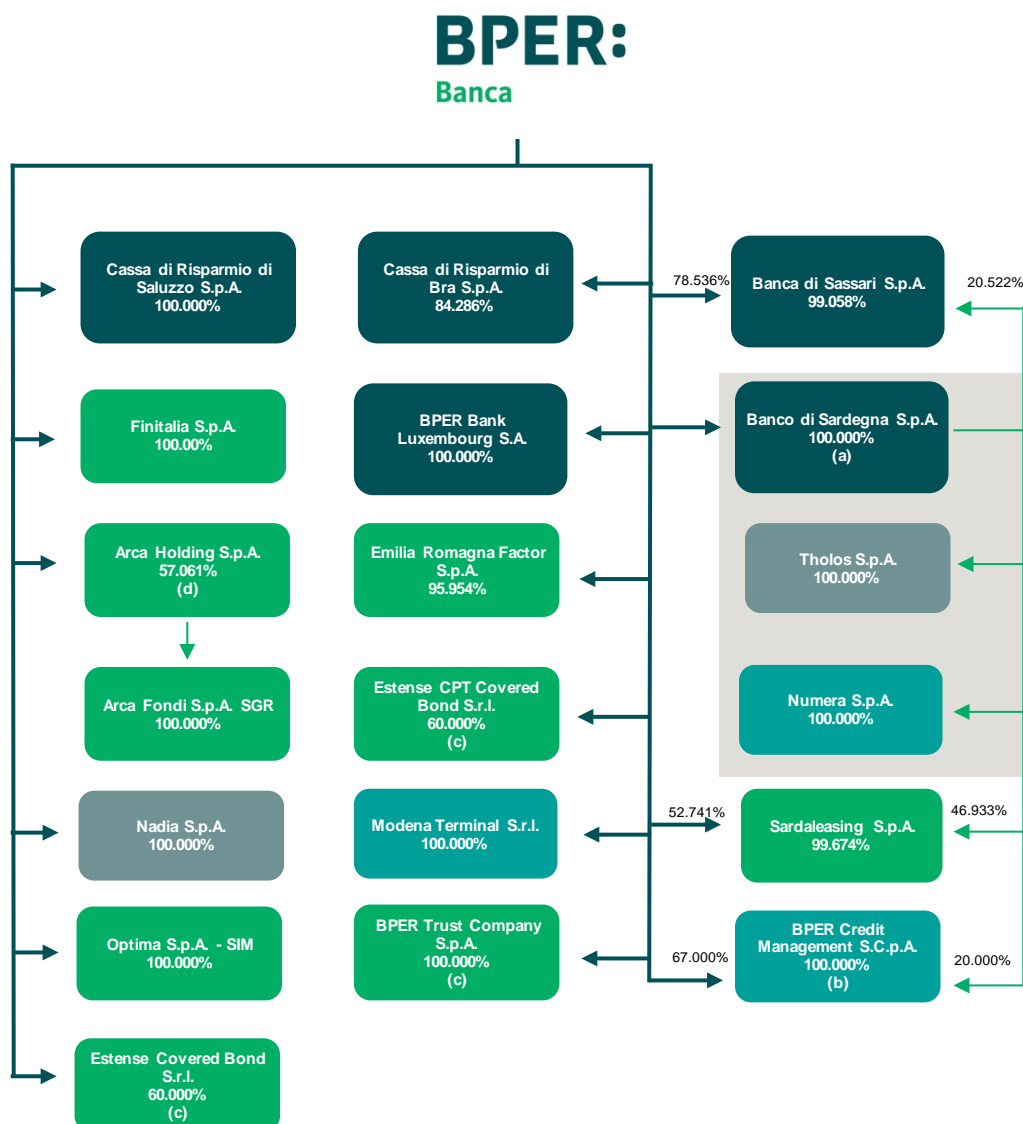 BPER:
Banca
Cassa di Risparmio di
Saluzzo S.p.A.
100.000%
Cassa di Risparmio di
Bra S.p.A.
84.286%
78.536%
Banca di Sassari S.p.A.
99.058%
20.522%
Finitalia S.p.A.
100.00%
BPER Bank
Luxembourg S.A.
100.000%
Banco di Sardegna S.p.A.
100.000%
(a)
Arca Holding S.p.A.
57.061%
(d)
Emilia Romagna Factor
S.p.A.
95.954%
Tholos S.p.A.
100.000%
Arca Fondi S.p.A. SGR
100.000%
Estense CPT Covered
Bond S.r.l.
60.000%
(c)
Numera S.p.A.
100.000%
Nadia S.p.A.
100.000%
Modena Terminal S.r.l.
100.000%
52.741%
Sardaleasing S.p.A.
99.674%
46.933%
Optima S.p.A. - SIM
100.000%
BPER Trust Company
S.p.A.
100.000%
(c)
67.000%
BPER Credit
Management S.C.p.A.
100.000%
(b)
20.000%
Estense Covered Bond
S.r.l.
60.000%
(c)